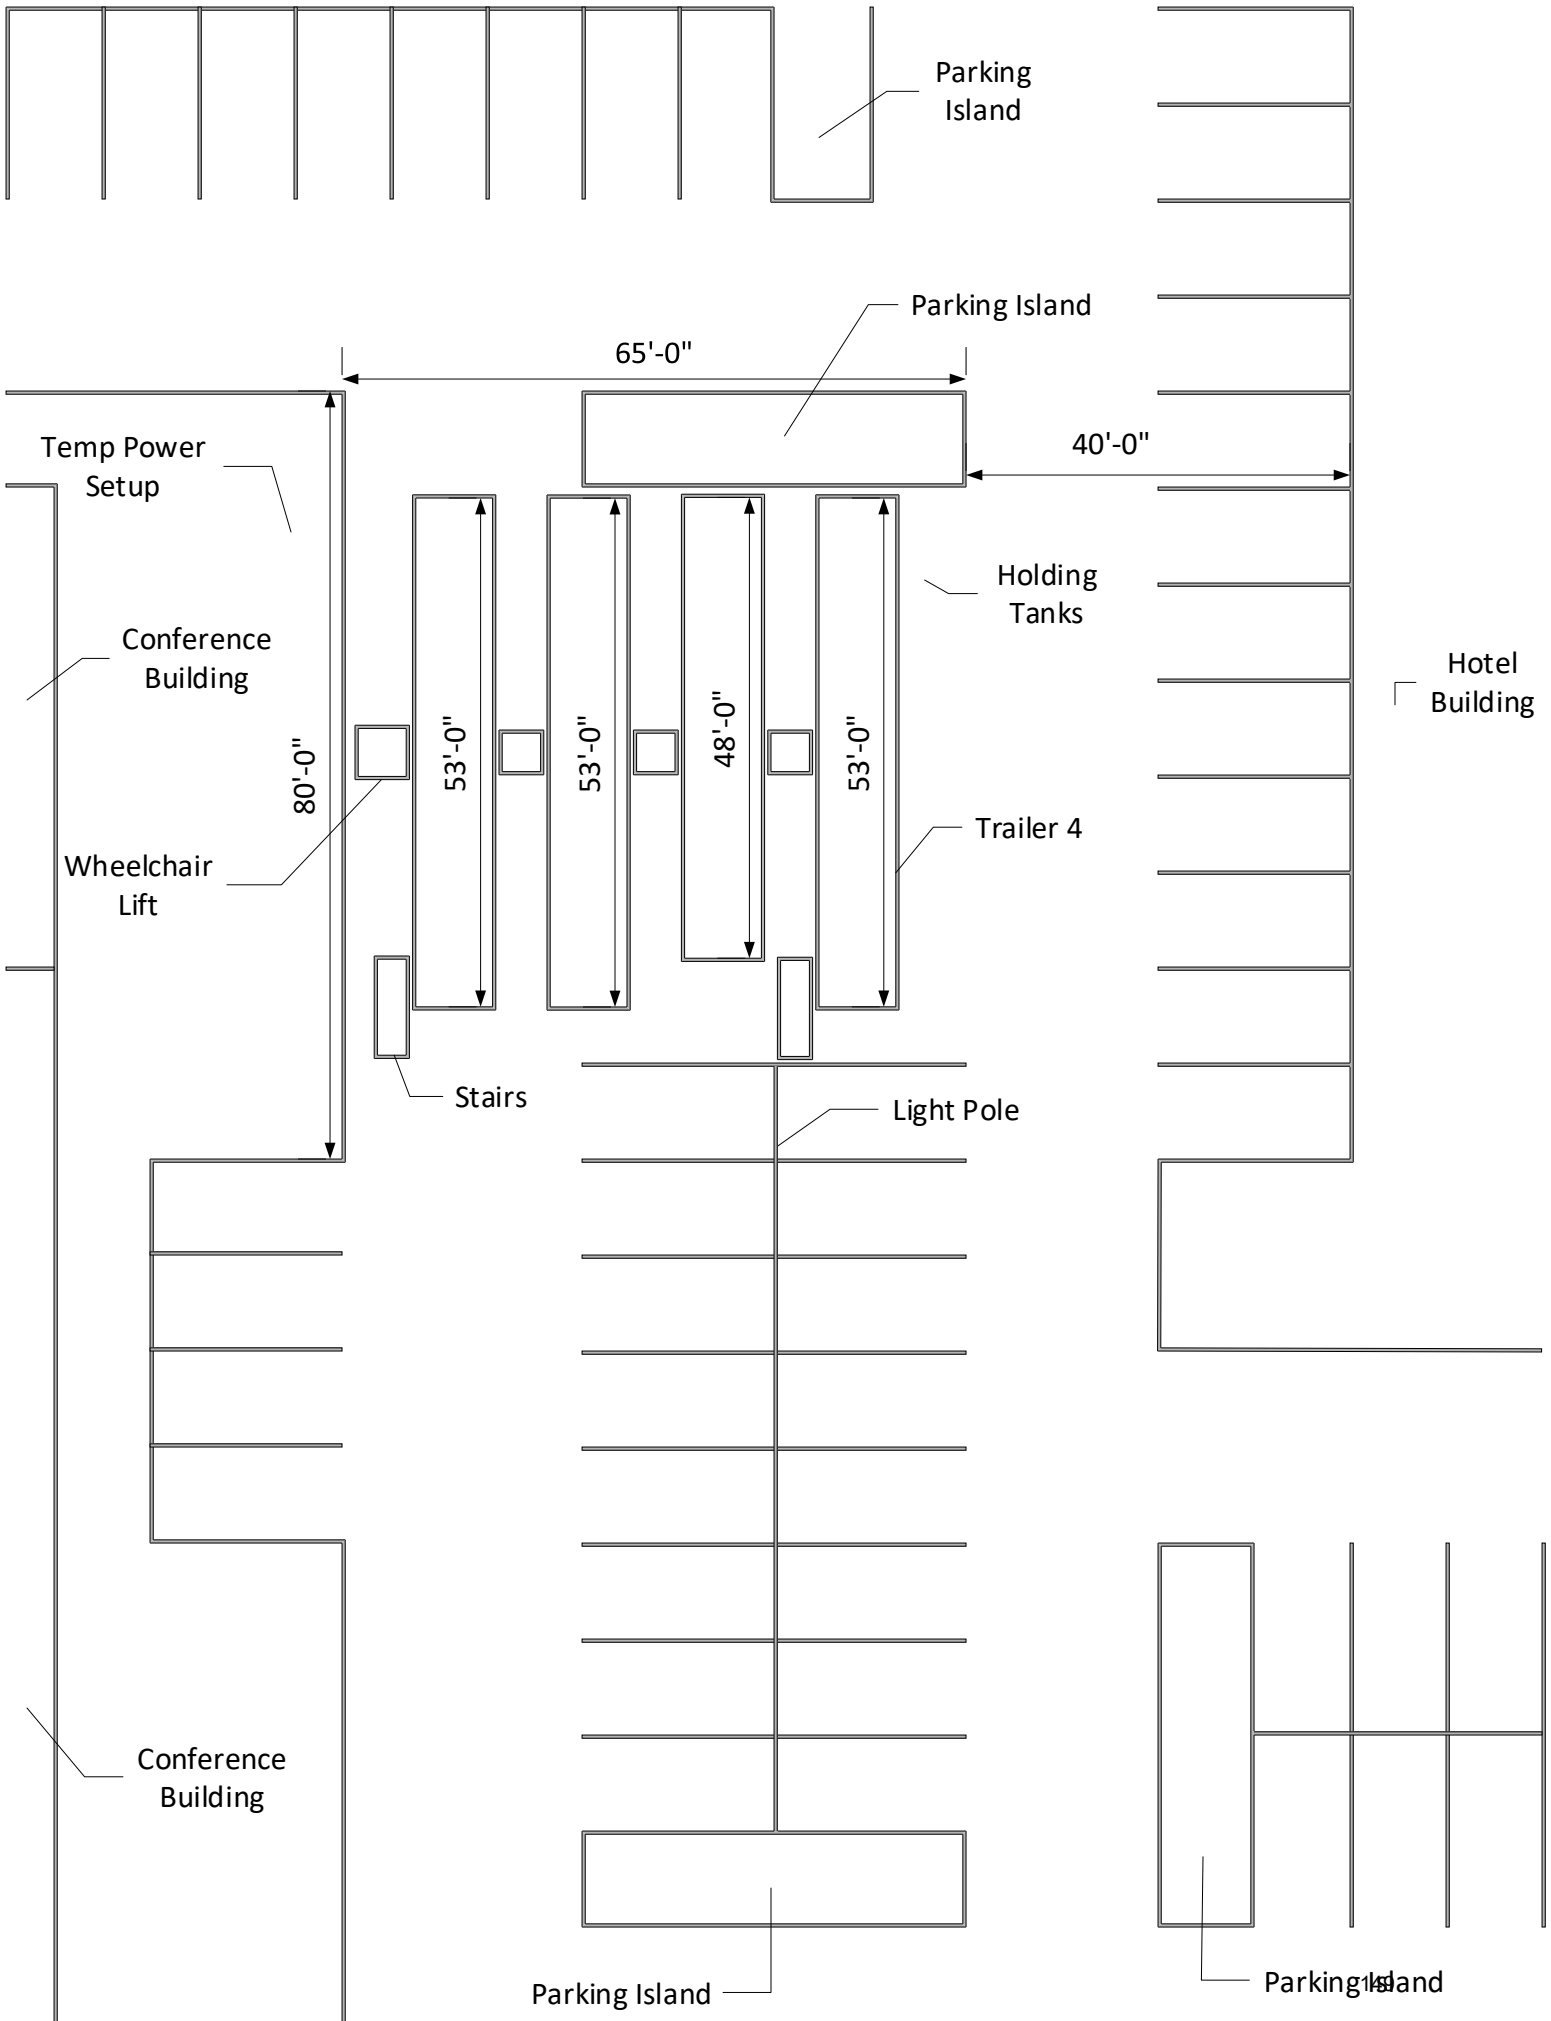 Parking
Island
Parking Island
65'-0"
40'-0"
Temp Power
Setup
Holding
Tanks
Conference
Building
Hotel
Building
80'-0"
53'-0"
53'-0"
48'-0"
53'-0"
Trailer 4
Wheelchair
Lift
Stairs
Light Pole
Conference
Building
Parking Island
Parking Island